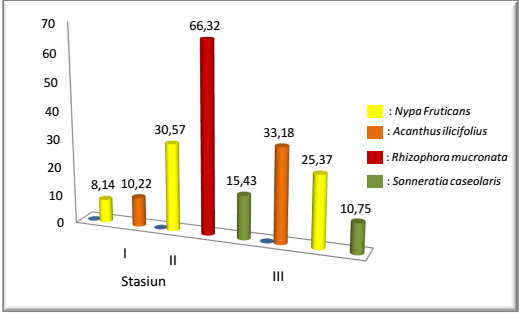 70
60
50
40
30
20
10
0
8,14
10,22
30,57
66,32
15,43
33,18
25,37
10,75
I
II
III
Stasiun
: Nypa Fruticans
: Acanthus ilicifolius
: Rhizophora mucronata
: Sonneratia caseolaris